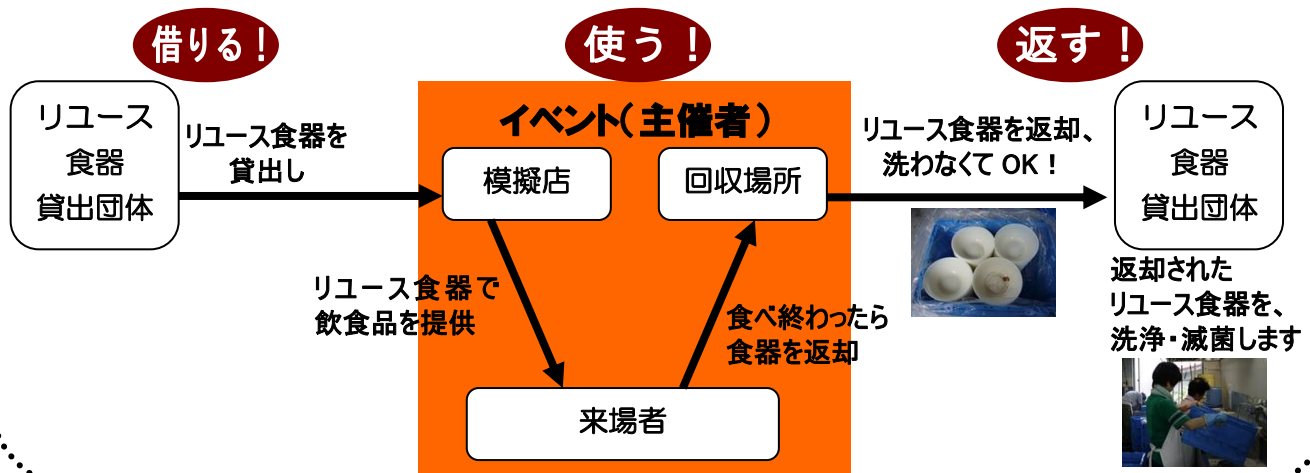 借りる！
使う！
返す！
リユース
食器
貸出団体
リユース食器を
貸出し
イベント（主催者）
模擬店
回収場所
リユース食器で
飲食品を提供
食べ終わったら
食器を返却
来場者
リユース食器を返却、
洗わなくて OK！
リユース
食器
貸出団体
返却された
リユース食器を、
洗浄・滅菌します